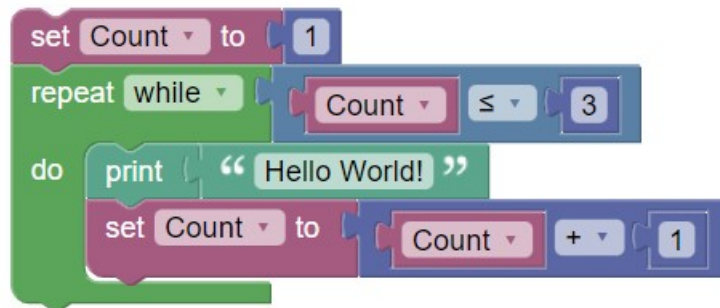 set Count to 1
repeat while Count ≤ 3
do print “ Hello World! ”
set Count to Count + 1